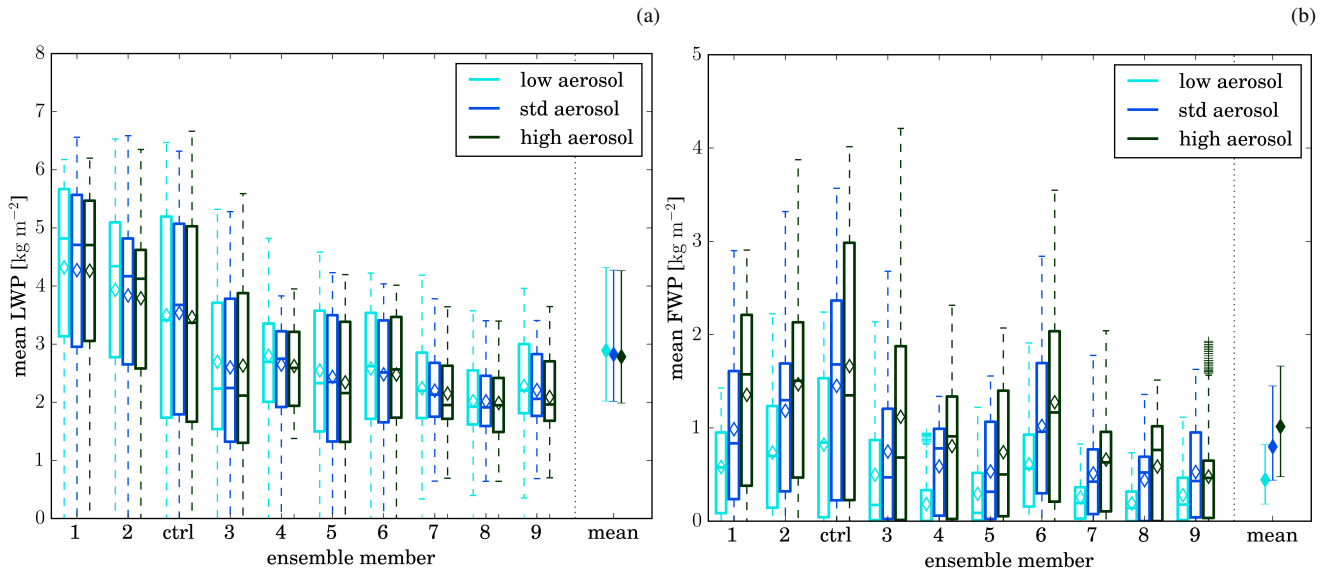 (a)
8
7
6
5
4
3
2
1
0
mean LWP [kg m−2]
low aerosol
std aerosol
high aerosol
1 2 ctrl 3 4 5 6 7 8 9 mean
ensemble member
(b)
5
4
3
2
1
0
mean FWP [kg m−2]
low aerosol
std aerosol
high aerosol
1 2 ctrl 3 4 5 6 7 8 9 mean
ensemble member